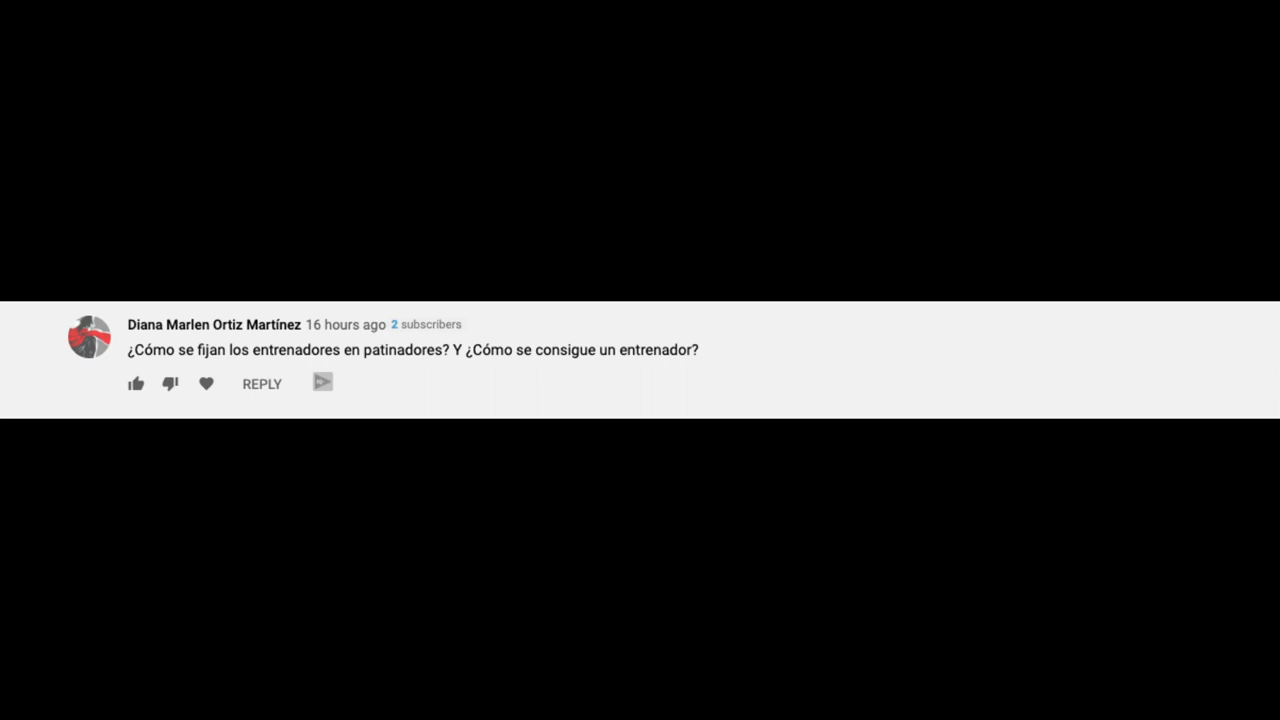 Diana Marlen Ortiz Martínez 16 hours ago 2 subscribers
¿Cómo se fijan los entrenadores en patinadores? Y ¿Cómo se consigue un entrenador?
REPLY